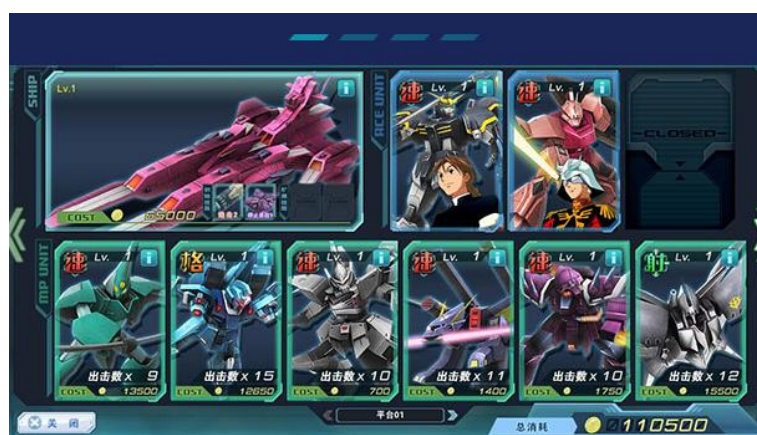 SHIP
Lv.1
COST 55000
ACE UNIT
速 Lv. 1
速 Lv. 1
CLOSED
MP UNIT
速 Lv. 1
出击数x 9
COST 13500
格 Lv. 1
出击数x 15
COST 12650
速 Lv. 1
出击数x 10
COST 700
速 Lv. 1
出击数x 11
COST 1400
速 Lv. 1
出击数x 10
COST 1750
射 Lv. 1
出击数x 12
COST 15500
关 闭
平台01
总消耗
0110500